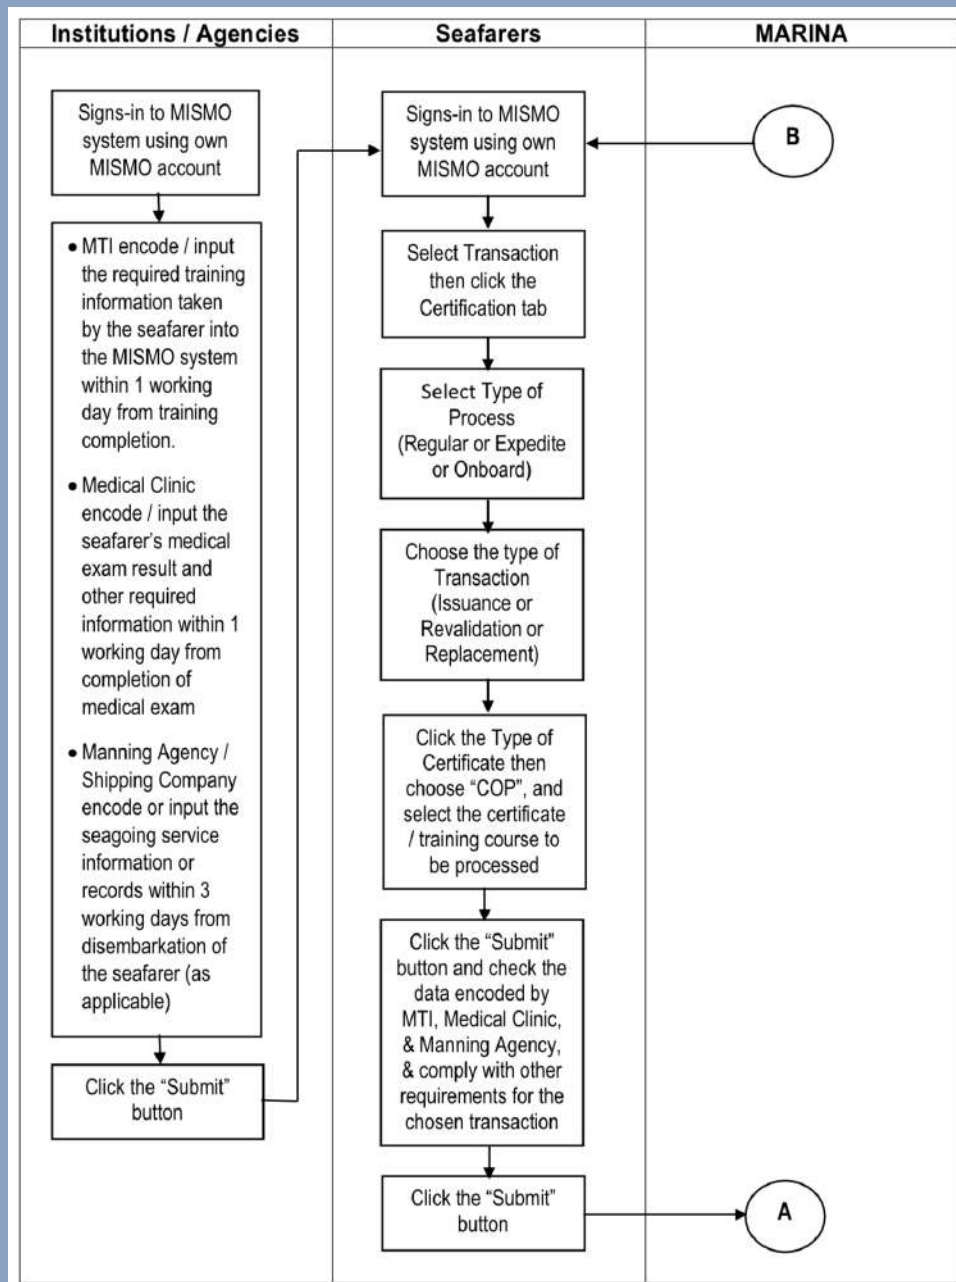 Institutions / Agencies
Seafarers
MARINA
Signs-in to MISMO
system using own
MISMO account
• MTI encode / input
the required training
information taken
by the seafarer into
the MISMO system
within 1 working
day from training
completion.
• Medical Clinic
encode / input the
seafarer's medical
exam result and
other required
information within 1
working day from
completion of
medical exam
• Manning Agency /
Shipping Company
encode or input the
seagoing service
information or
records within 3
working days from
disembarkation of
the seafarer (as
applicable)
Click the “Submit”
button
Signs-in to MISMO
system using own
MISMO account
Select Transaction
then click the
Certification tab
Select Type of
Process
(Regular or Expedite
or Onboard)
Choose the type of
Transaction
(Issuance or
Revalidation or
Replacement)
Click the Type of
Certificate then
choose “COP”, and
select the certificate
/ training course to
be processed
Click the “Submit”
button and check the
data encoded by
MTI, Medical Clinic,
& Manning Agency,
& comply with other
requirements for the
chosen transaction
Click the “Submit”
button
B
A